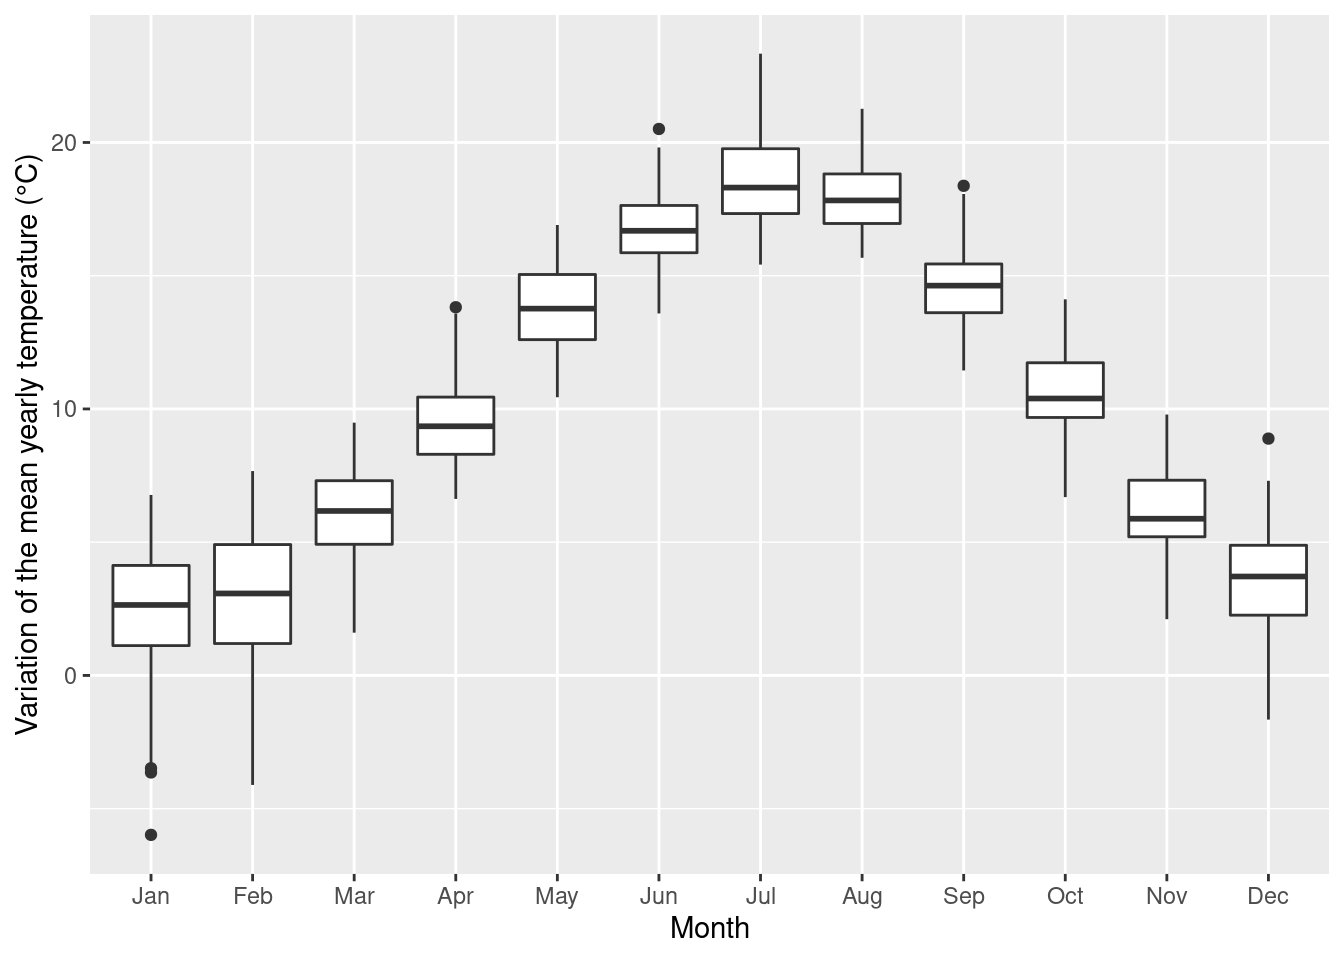 Variation of the mean yearly temperature (°C)
20
10
0
Jan Feb Mar Apr May Jun Jul Aug Sep Oct Nov Dec
Month